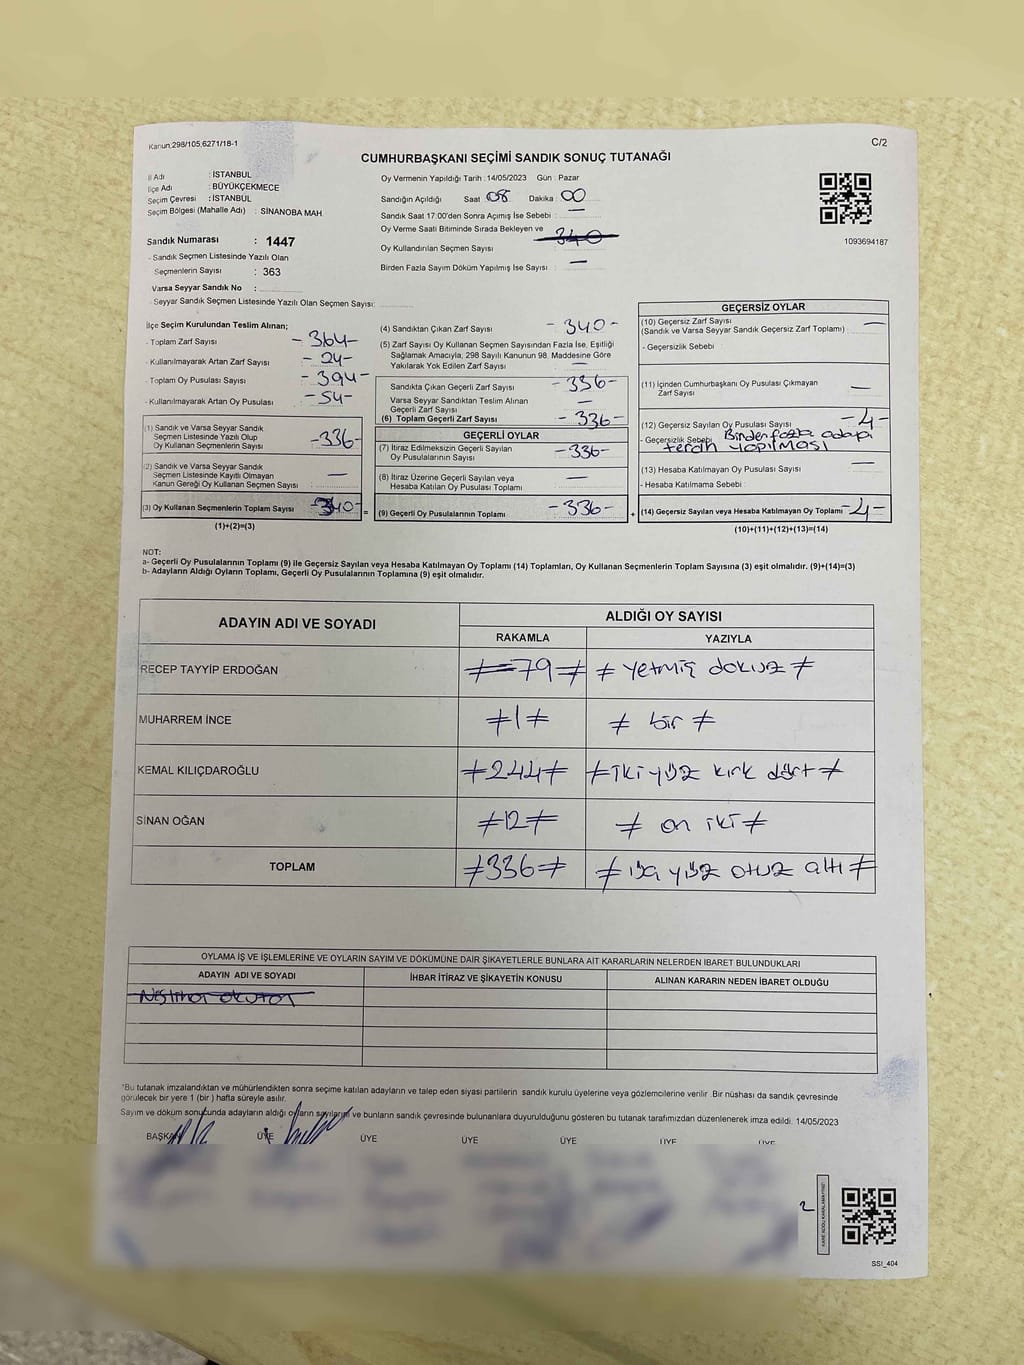 Kanun,298/105,6271/18-1
C/2
CUMHURBAŞKANI SEÇİMİ SANDIK SONUÇ TUTANAĞI
İl Adı : İSTANBUL
İlçe Adı : BÜYÜKÇEKMECE
Seçim Çevresi : İSTANBUL
Seçim Bölgesi (Mahalle Adı) : SİNANOBA MAH
Sandık Numarası : 1447
- Sandık Seçmen Listesinde Yazılı Olan
Seçmenlerin Sayısı : 363
Varsa Seyyar Sandık No :
- Seyyar Sandık Seçmen Listesinde Yazılı Olan Seçmen Sayısı:
Oy Vermenin Yapıldığı Tarih : 14/05/2023 Gün : Pazar
Sandığın Açıldığı Saat 08 Dakika : 00
Sandık Saat 17:00'den Sonra Açımış İse Sebebi : —
Oy Verme Saati Bitiminde Sırada Bekleyen ve 340
Oy Kullandırılan Seçmen Sayısı
Birden Fazla Sayım Döküm Yapılmış İse Sayısı : —
1093694187
İlçe Seçim Kurulundan Teslim Alınan;
- Toplam Zarf Sayısı -364-
- Kullanılmayarak Artan Zarf Sayısı -24-
- Toplam Oy Pusulası Sayısı -394-
- Kullanılmayarak Artan Oy Pusulası -54-
(1) Sandık ve Varsa Seyyar Sandık
Seçmen Listesinde Yazılı Olup
Oy Kullanan Seçmenlerin Sayısı -336-
(2) Sandık ve Varsa Seyyar Sandık
Seçmen Listesinde Kayıtlı Olmayan
Kanun Gereği Oy Kullanan Seçmen Sayısı : —
(3) Oy Kullanan Seçmenlerin Toplam Sayısı -340- =
(1)+(2)=(3)
(4) Sandıktan Çıkan Zarf Sayısı -340-
(5) Zarf Sayısı Oy Kullanan Seçmen Sayısından Fazla İse, Eşitliği
Sağlamak Amacıyla, 298 Sayılı Kanunun 98. Maddesine Göre
Yakılarak Yok Edilen Zarf Sayısı : —
Sandıkta Çıkan Geçerli Zarf Sayısı -336-
Varsa Seyyar Sandıktan Teslim Alınan
Geçerli Zarf Sayısı —
(6) Toplam Geçerli Zarf Sayısı -336-
GEÇERLİ OYLAR
(7) İtiraz Edilmeksizin Geçerli Sayılan
Oy Pusulalarının Sayısı -336-
(8) İtiraz Üzerine Geçerli Sayılan veya
Hesaba Katılan Oy Pusulası Toplamı —
(9) Geçerli Oy Pusulalarının Toplamı -336- +
GEÇERSİZ OYLAR
(10) Geçersiz Zarf Sayısı —
(Sandık ve Varsa Seyyar Sandık Geçersiz Zarf Toplamı)
- Geçersizlik Sebebi :
(11) İçinden Cumhurbaşkanı Oy Pusulası Çıkmayan
Zarf Sayısı —
(12) Geçersiz Sayılan Oy Pusulası Sayısı -4-
- Geçersizlik Sebebi Birden fazla adayı
tercih yapılması
(13) Hesaba Katılmayan Oy Pusulası Sayısı —
- Hesaba Katılmama Sebebi :
(14) Geçersiz Sayılan veya Hesaba Katılmayan Oy Toplamı -4-
(10)+(11)+(12)+(13)=(14)
NOT:
a- Geçerli Oy Pusulalarının Toplamı (9) ile Geçersiz Sayılan veya Hesaba Katılmayan Oy Toplamı (14) Toplamları, Oy Kullanan Seçmenlerin Toplam Sayısına (3) eşit olmalıdır. (9)+(14)=(3)
b- Adayların Aldığı Oyların Toplamı, Geçerli Oy Pusulalarının Toplamına (9) eşit olmalıdır.
ADAYIN ADI VE SOYADI
ALDIĞI OY SAYISI
RAKAMLA YAZIYLA
RECEP TAYYİP ERDOĞAN ≠=79≠ ≠ yetmiş dokuz ≠
MUHARREM İNCE ≠1≠ ≠ bir ≠
KEMAL KILIÇDAROĞLU ≠244≠ ≠iki yüz kırk dört≠
SİNAN OĞAN ≠12≠ ≠ on iki≠
TOPLAM ≠336≠ ≠ üç yüz otuz altı ≠
OYLAMA İŞ VE İŞLEMLERİNE VE OYLARIN SAYIM VE DÖKÜMÜNE DAİR ŞİKAYETLERLE BUNLARA AİT KARARLARIN NELERDEN İBARET BULUNDUKLARI
ADAYIN ADI VE SOYADI İHBAR İTİRAZ VE ŞİKAYETİN KONUSU ALINAN KARARIN NEDEN İBARET OLDUĞU
*Bu tutanak imzalandıktan ve mühürlendikten sonra seçime katılan adayların ve talep eden siyasi partilerin sandık kurulu üyelerine veya gözlemcilerine verilir. Bir nüshası da sandık çevresinde
görülecek bir yere 1 (bir ) hafta süreyle asılır.
Sayım ve döküm sonucunda adayların aldığı oyların sayılarını ve bunların sandık çevresinde bulunanlara duyurulduğunu gösteren bu tutanak tarafımızdan düzenlenerek imza edildi. 14/05/2023
BAŞKAN ÜYE ÜYE ÜYE ÜYE ÜYE ÜYE
2
SSI_404